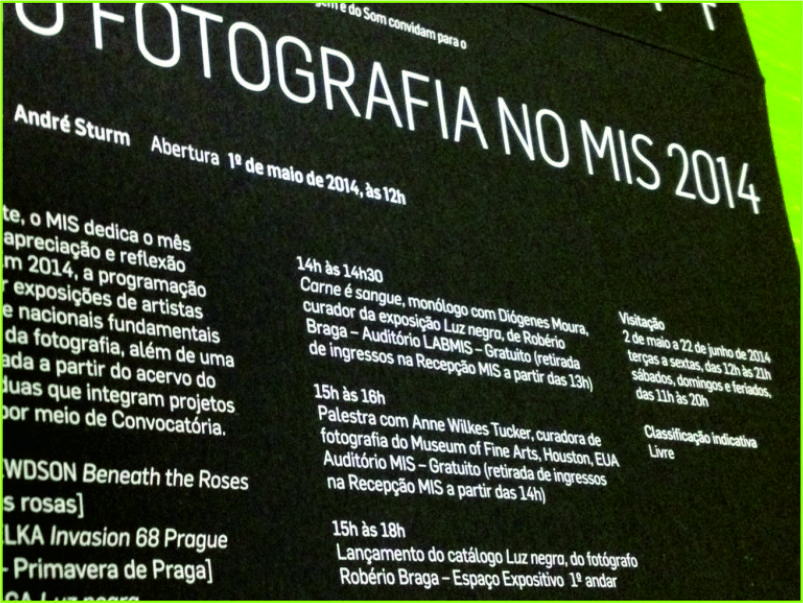 e do Som convidam para o
O FOTOGRAFIA NO MIS 2014
André Sturm Abertura 1º de maio de 2014, às 12h
te, o MIS dedica o mês
apreciação e reflexão
m 2014, a programação
r exposições de artistas
e nacionais fundamentais
da fotografia, além de uma
ada a partir do acervo do
duas que integram projetos
por meio de Convocatória.
EWDSON Beneath the Roses
s rosas]
ELKA Invasion 68 Prague
- Primavera de Praga]
14h às 14h30
Carne é sangue, monólogo com Diógenes Moura,
curador da exposição Luz negra, de Robério
Braga – Auditório LABMIS – Gratuito (retirada
de ingressos na Recepção MIS a partir das 13h)
15h às 16h
Palestra com Anne Wilkes Tucker, curadora de
fotografia do Museum of Fine Arts, Houston, EUA
Auditório MIS – Gratuito (retirada de ingressos
na Recepção MIS a partir das 14h)
15h às 18h
Lançamento do catálogo Luz negra, do fotógrafo
Robério Braga – Espaço Expositivo 1º andar
Visitação
2 de maio a 22 de junho de 2014
terças a sextas, das 12h às 21h
sábados, domingos e feriados,
das 11h às 20h
Classificação indicativa
Livre